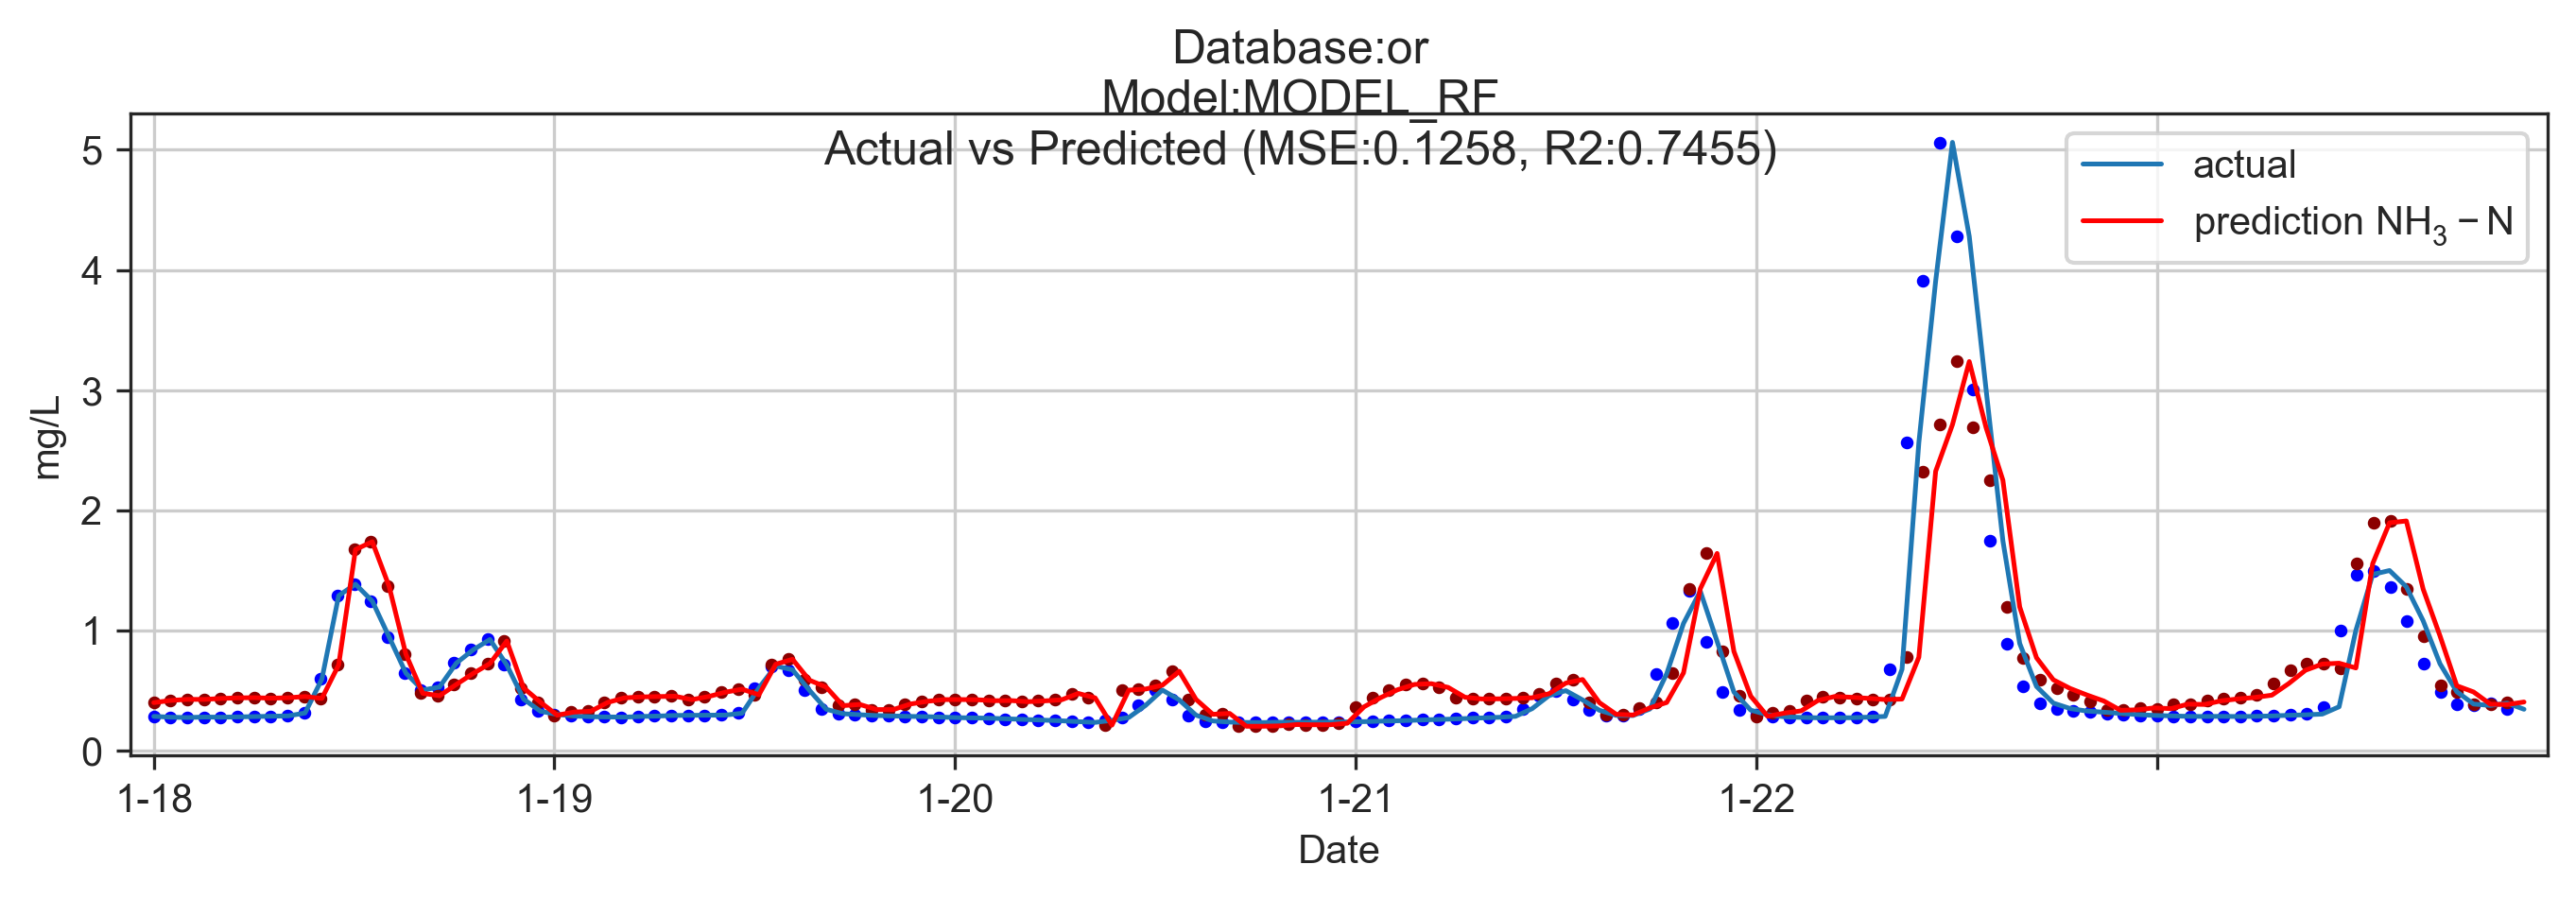 Database:or
Model:MODEL_RF
Actual vs Predicted (MSE:0.1258, R2:0.7455)
actual
prediction NH₃ − N
5
4
3
2
1
0
mg/L
1-18 1-19 1-20 1-21 1-22
Date